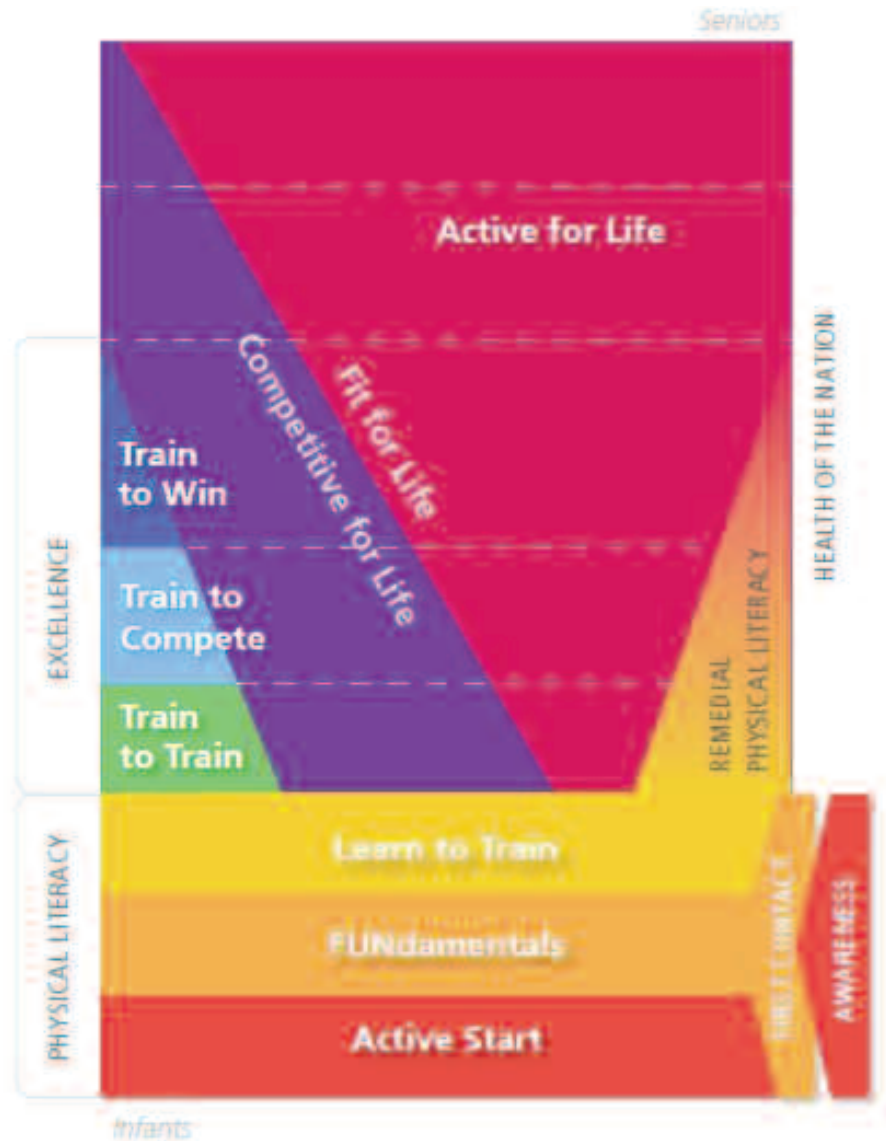 Seniors
Active for Life
Competitive for Life
Fit for Life
HEALTH OF THE NATION
Train
to Win
EXCELLENCE
Train to
Compete
REMEDIAL
PHYSICAL LITERACY
Train
to Train
PHYSICAL LITERACY
Learn to Train
FUNdamentals
Active Start
FIRST CONTACT
AWARENESS
Infants